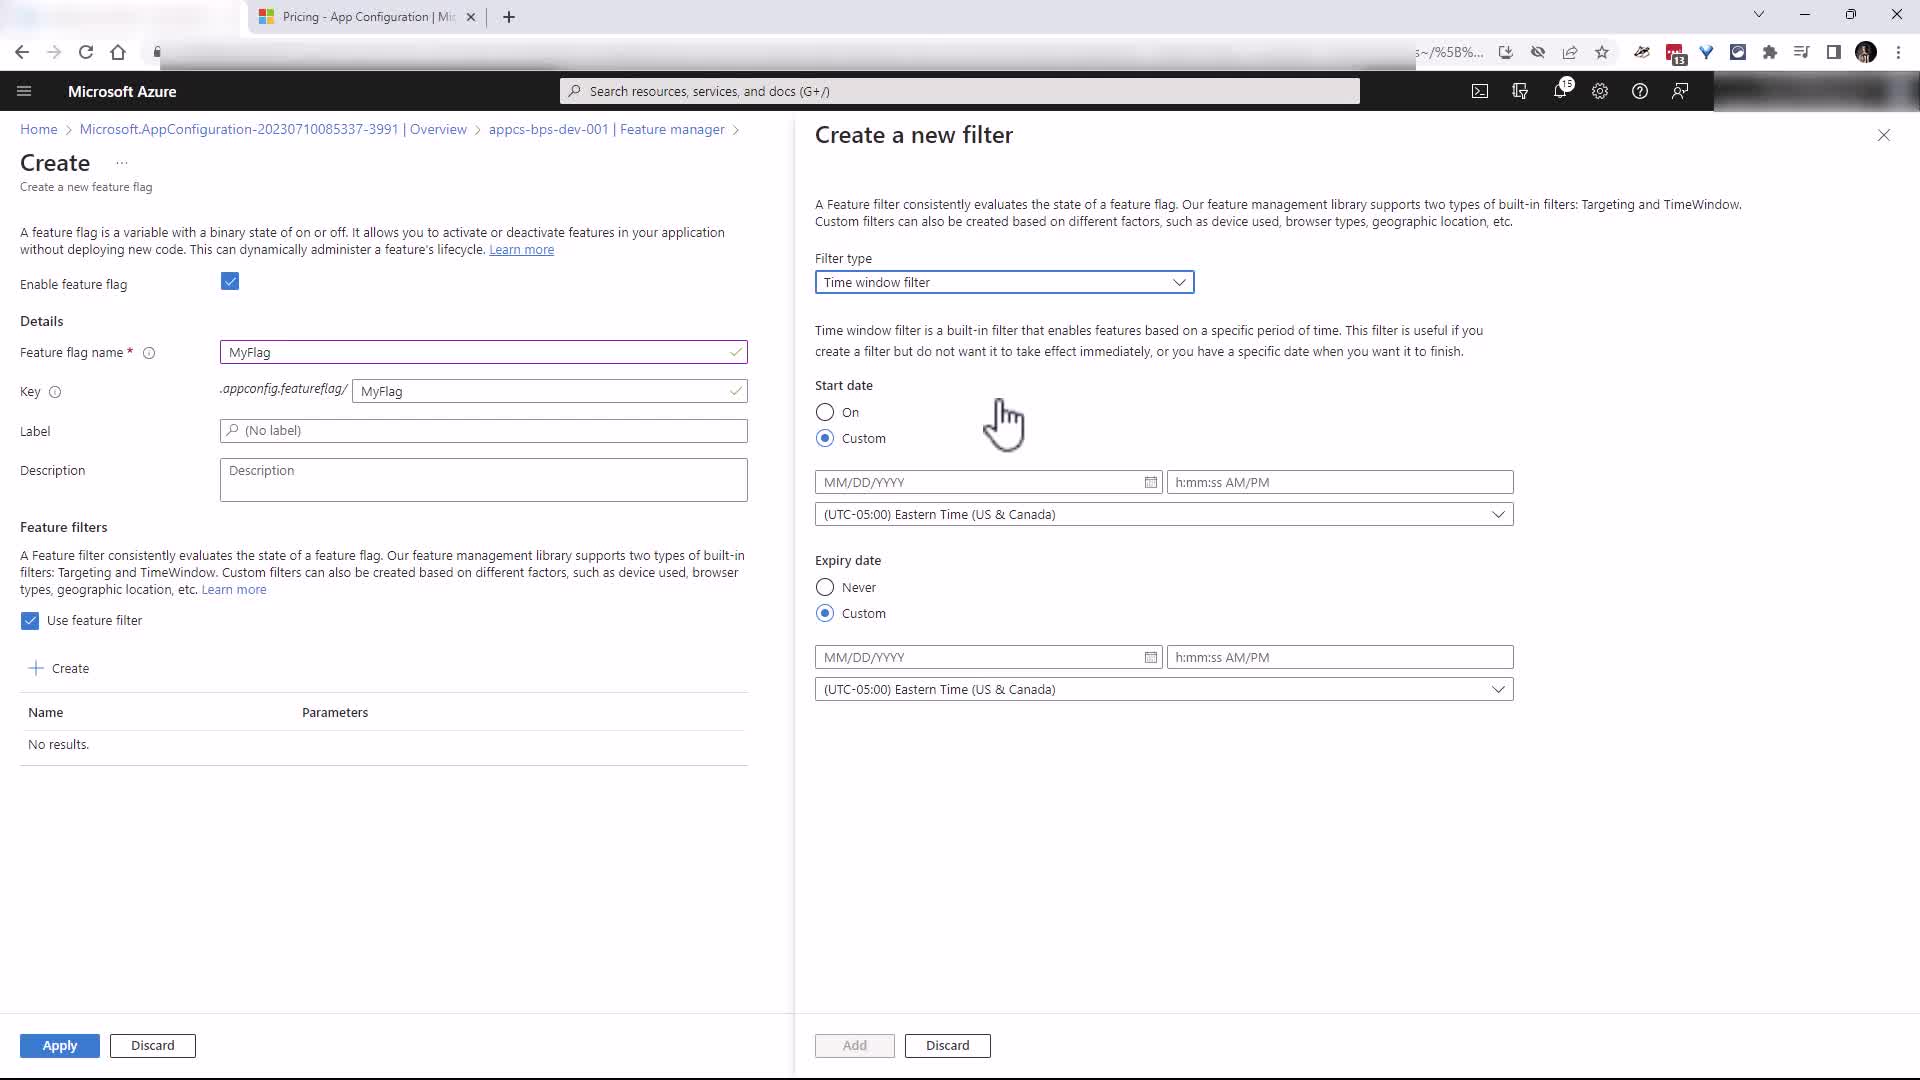 Pricing - App Configuration | Mic
s~/%5B%...
13
Microsoft Azure
Search resources, services, and docs (G+/)
15
Home > Microsoft.AppConfiguration-20230710085337-3991 | Overview > appcs-bps-dev-001 | Feature manager >
Create ...
Create a new feature flag
A feature flag is a variable with a binary state of on or off. It allows you to activate or deactivate features in your application
without deploying new code. This can dynamically administer a feature's lifecycle. Learn more
Enable feature flag
Details
Feature flag name *
MyFlag
Key
.appconfig.featureflag/
MyFlag
Label
(No label)
Description
Description
Feature filters
A Feature filter consistently evaluates the state of a feature flag. Our feature management library supports two types of built-in
filters: Targeting and TimeWindow. Custom filters can also be created based on different factors, such as device used, browser
types, geographic location, etc. Learn more
Use feature filter
Create
Name Parameters
No results.
Apply
Discard
Create a new filter
A Feature filter consistently evaluates the state of a feature flag. Our feature management library supports two types of built-in filters: Targeting and TimeWindow.
Custom filters can also be created based on different factors, such as device used, browser types, geographic location, etc.
Filter type
Time window filter
Time window filter is a built-in filter that enables features based on a specific period of time. This filter is useful if you
create a filter but do not want it to take effect immediately, or you have a specific date when you want it to finish.
Start date
On
Custom
MM/DD/YYYY h:mm:ss AM/PM
(UTC-05:00) Eastern Time (US & Canada)
Expiry date
Never
Custom
MM/DD/YYYY h:mm:ss AM/PM
(UTC-05:00) Eastern Time (US & Canada)
Add
Discard